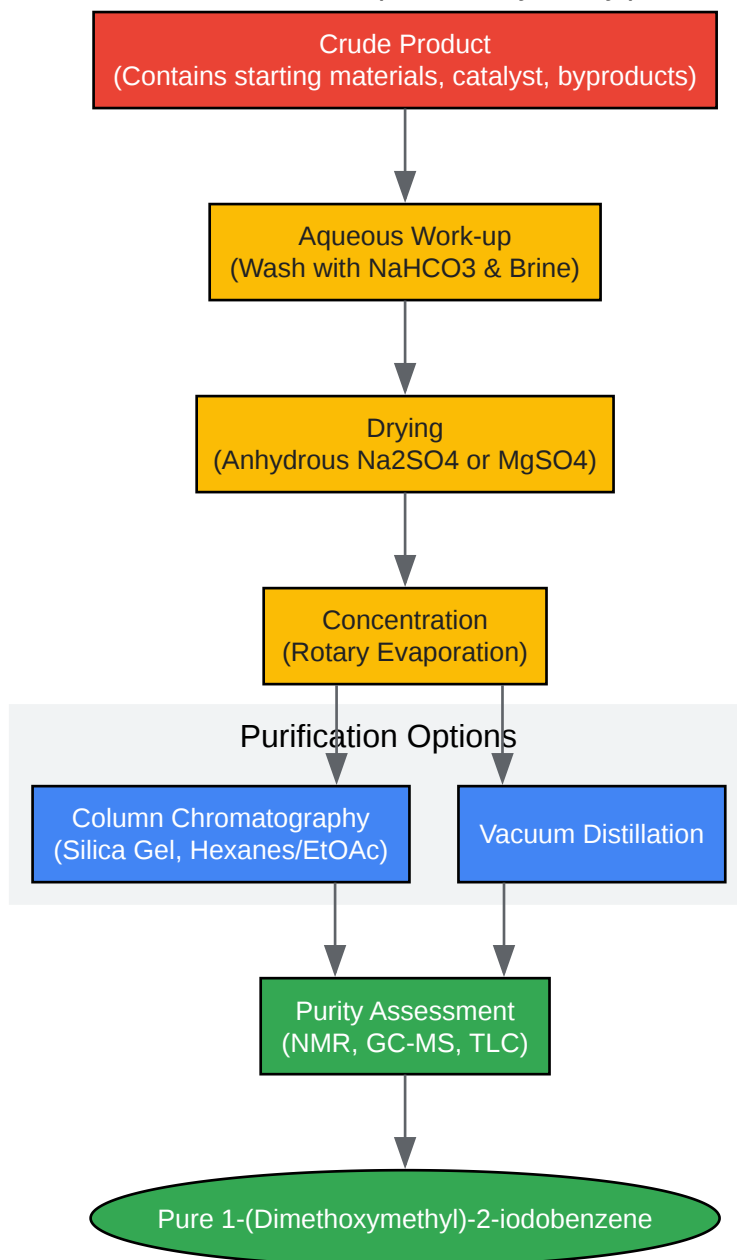 Crude Product
(Contains starting materials, catalyst, byproducts)
Aqueous Work-up
(Wash with NaHCO3 & Brine)
Drying
(Anhydrous Na2SO4 or MgSO4)
Concentration
(Rotary Evaporation)
Purification Options
Column Chromatography
(Silica Gel, Hexanes/EtOAc)
Vacuum Distillation
Purity Assessment
(NMR, GC-MS, TLC)
Pure 1-(Dimethoxymethyl)-2-iodobenzene